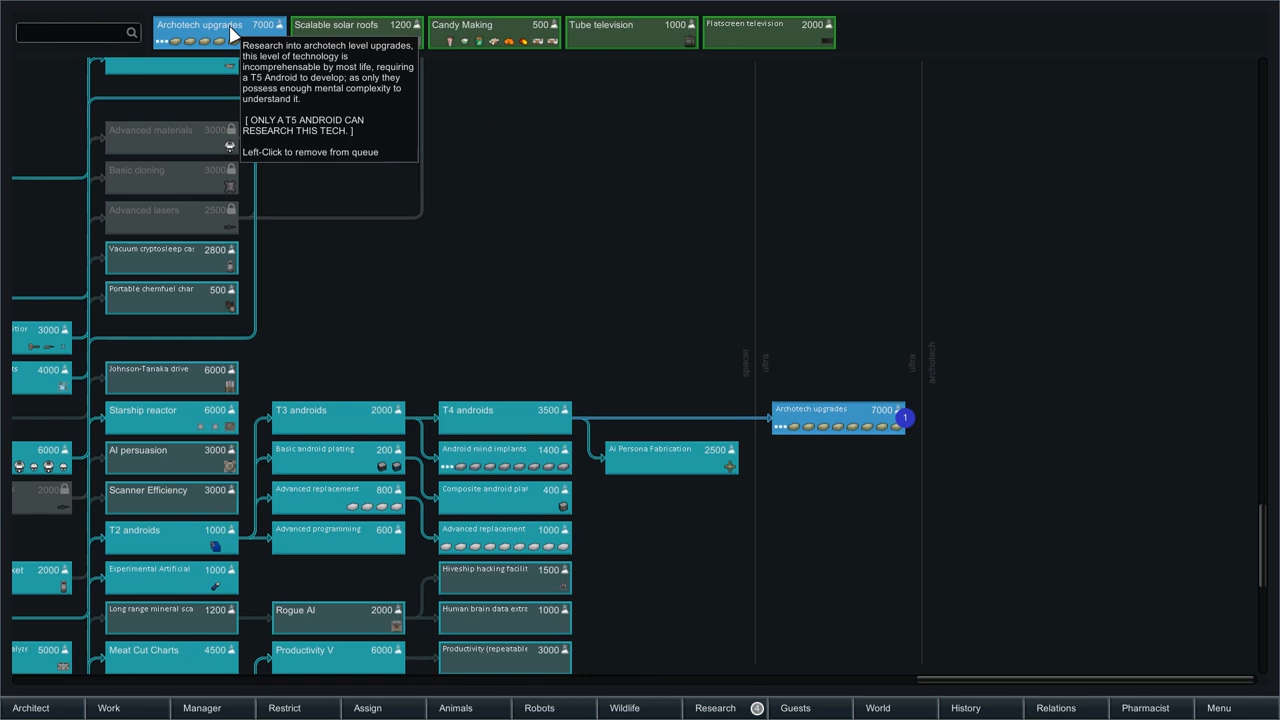 Archotech upgrades 7000
Scalable solar roofs 1200
Candy Making 500
Tube television 1000
Flatscreen television 2000
Research into archotech level upgrades,
this level of technology is
incomprehensable by most life, requiring
a T5 Android to develop; as only they
possess enough mental complexity to
understand it.
[ ONLY A T5 ANDROID CAN
RESEARCH THIS TECH. ]
Left-Click to remove from queue
Advanced materials 3000
Basic cloning 3000
Advanced lasers 2500
Vacuum cryptosleep cas 2800
Portable chemfuel char 500
3000
4000
Johnson-Tanaka drive 6000
spacer
ultra
ultra
archotech
Starship reactor 6000
T3 androids 2000
T4 androids 3500
Archotech upgrades 7000
1
6000
AI persuasion 3000
Basic android plating 200
Android mind implants 1400
Ai Persona Fabrication 2500
2000
Scanner Efficiency 3000
Advanced replacement 800
Composite android plat 400
T2 androids 1000
Advanced programming 600
Advanced replacement 1000
ket 2000
Experimental Artificial 1000
Hiveship hacking facilit 1500
Long range mineral sca 1200
Rogue AI 2000
Human brain data extra 1000
alyze 5000
Meat Cut Charts 4500
Productivity V 6000
Productivity (repeatable 3000
Architect Work Manager Restrict Assign Animals Robots Wildlife Research 4 Guests World History Relations Pharmacist Menu